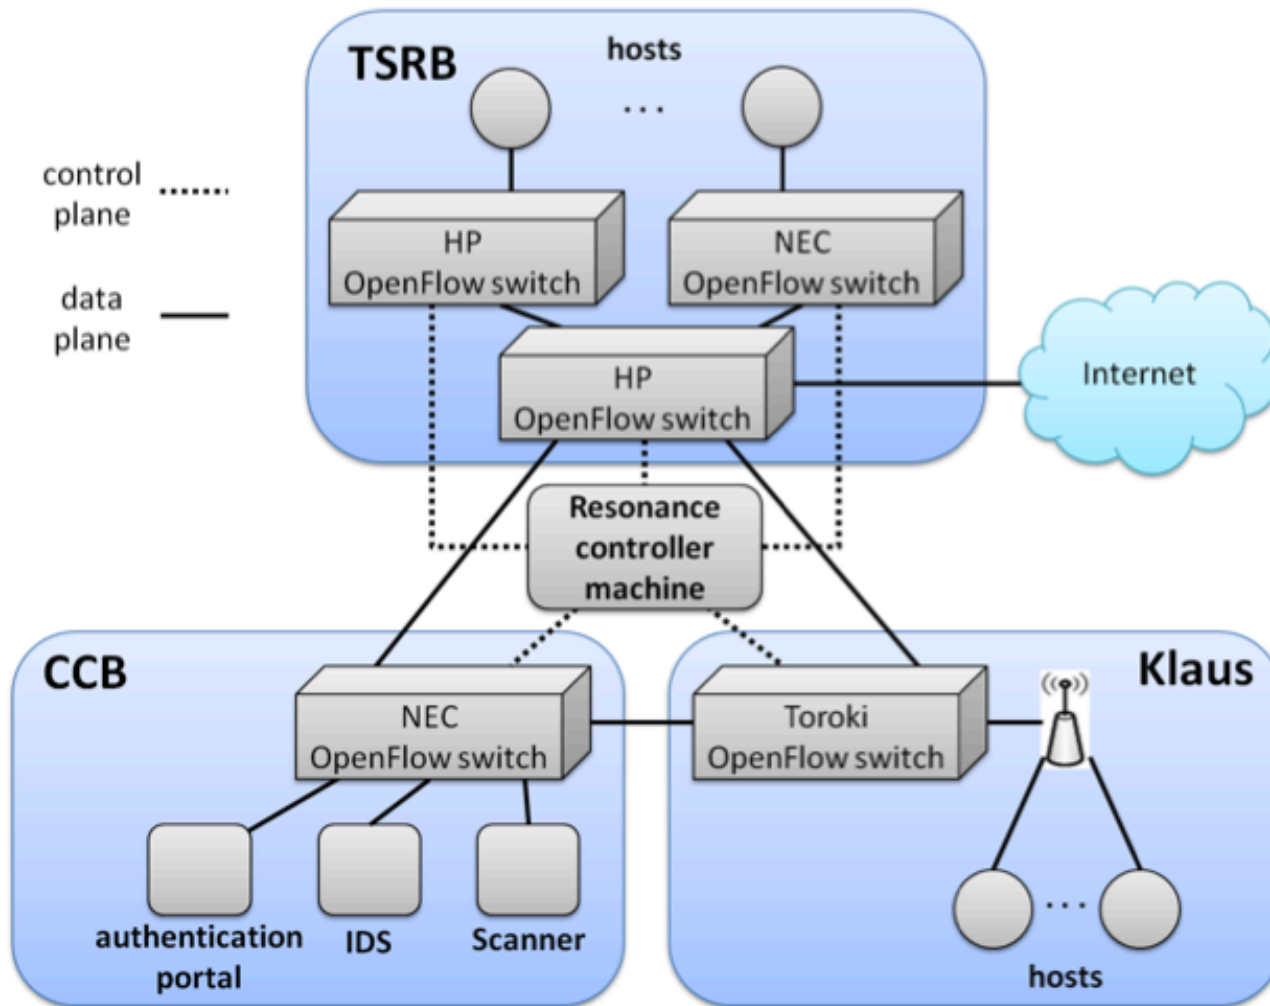 TSRB
hosts
...
control
plane
data
plane
HP
OpenFlow switch
NEC
OpenFlow switch
HP
OpenFlow switch
Internet
Resonance
controller
machine
CCB
NEC
OpenFlow switch
Klaus
Toroki
OpenFlow switch
authentication
portal
IDS
Scanner
...
hosts